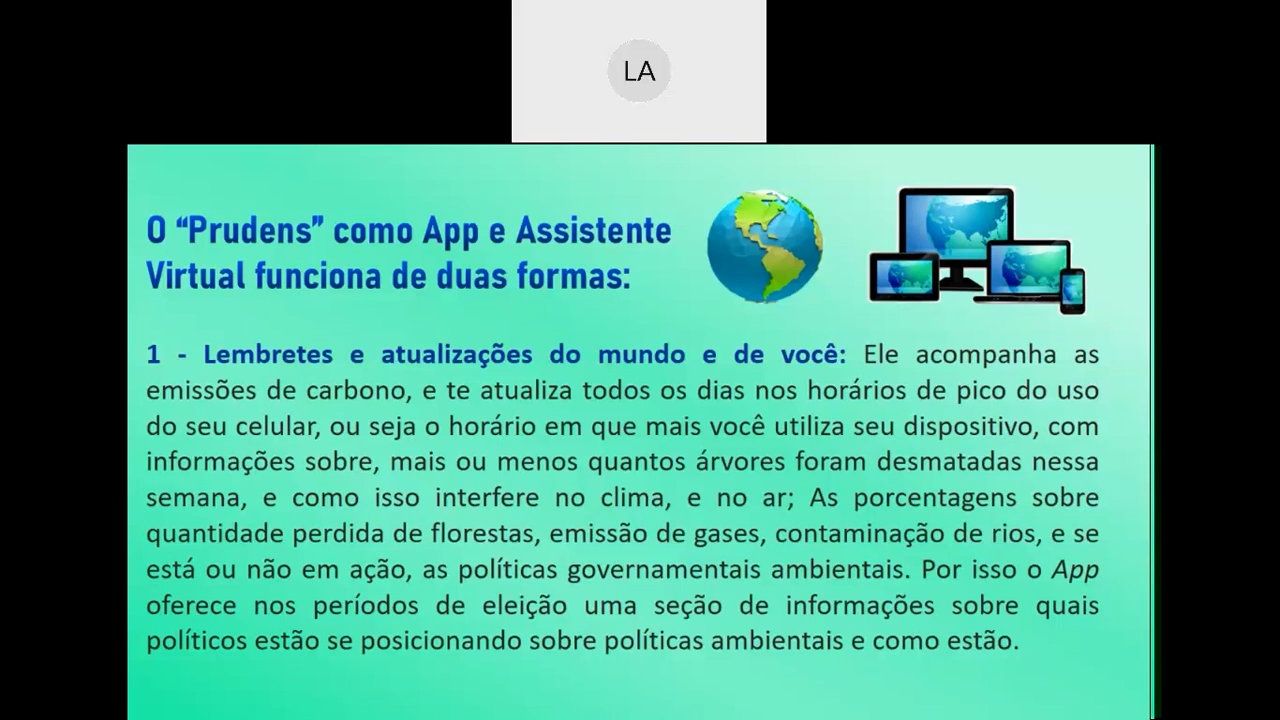 LA
O “Prudens” como App e Assistente
Virtual funciona de duas formas:
1 - Lembretes e atualizações do mundo e de você: Ele acompanha as
emissões de carbono, e te atualiza todos os dias nos horários de pico do uso
do seu celular, ou seja o horário em que mais você utiliza seu dispositivo, com
informações sobre, mais ou menos quantos árvores foram desmatadas nessa
semana, e como isso interfere no clima, e no ar; As porcentagens sobre
quantidade perdida de florestas, emissão de gases, contaminação de rios, e se
está ou não em ação, as políticas governamentais ambientais. Por isso o App
oferece nos períodos de eleição uma seção de informações sobre quais
políticos estão se posicionando sobre políticas ambientais e como estão.